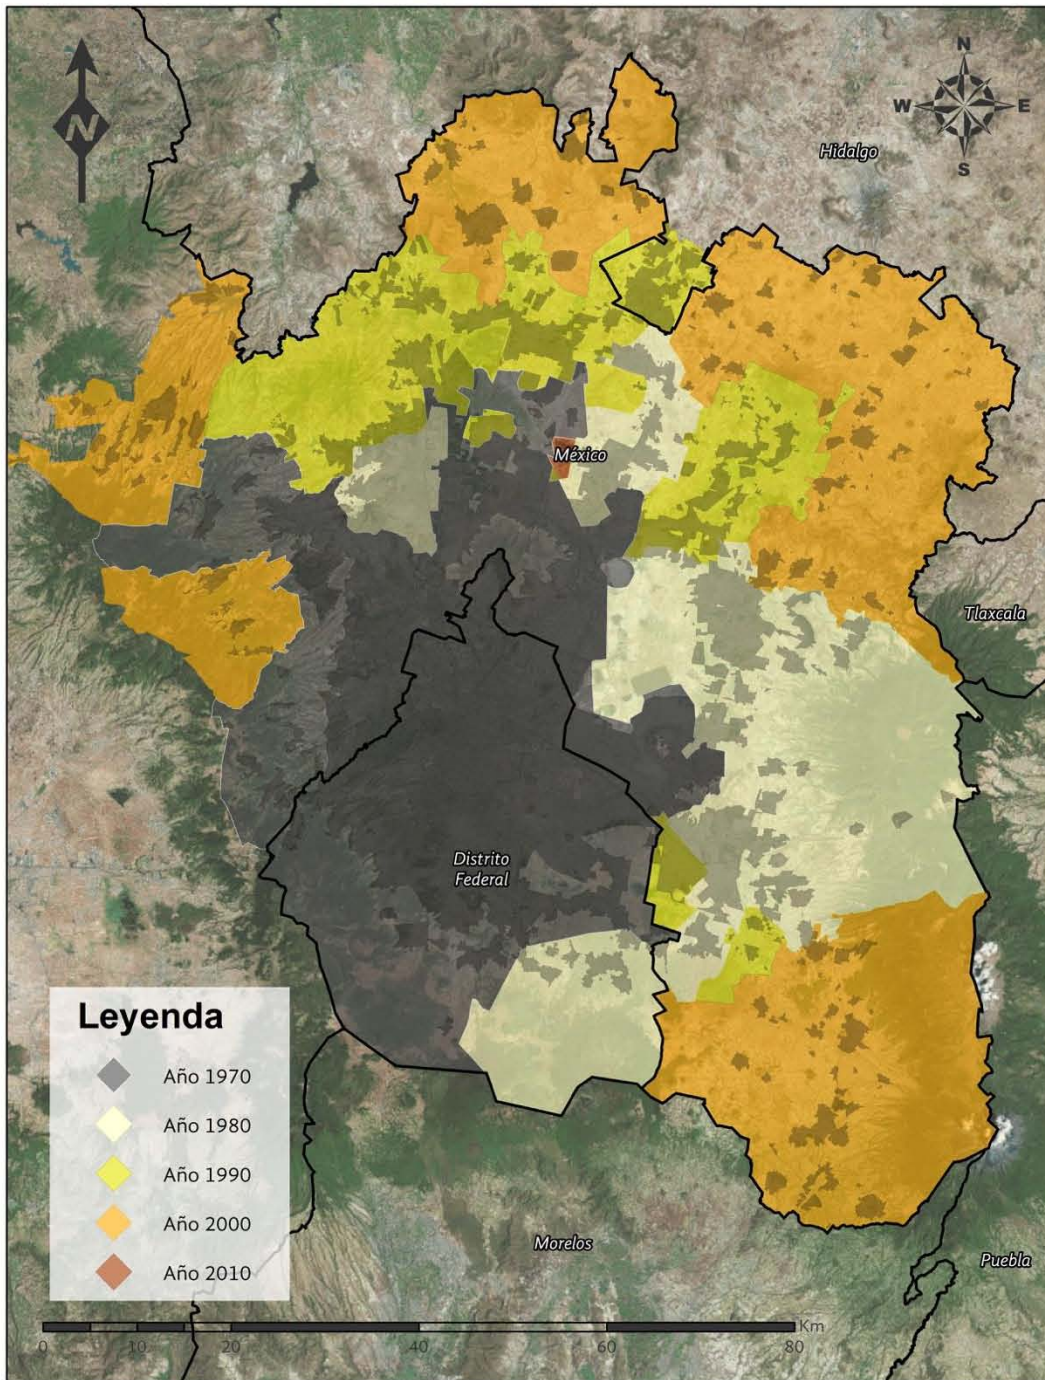 N
N
W
E
S
Hidalgo
México
Tlaxcala
Distrito
Federal
Leyenda
Año 1970
Año 1980
Año 1990
Año 2000
Año 2010
Morelos
Puebla
Km
0 10 20 40 60 80